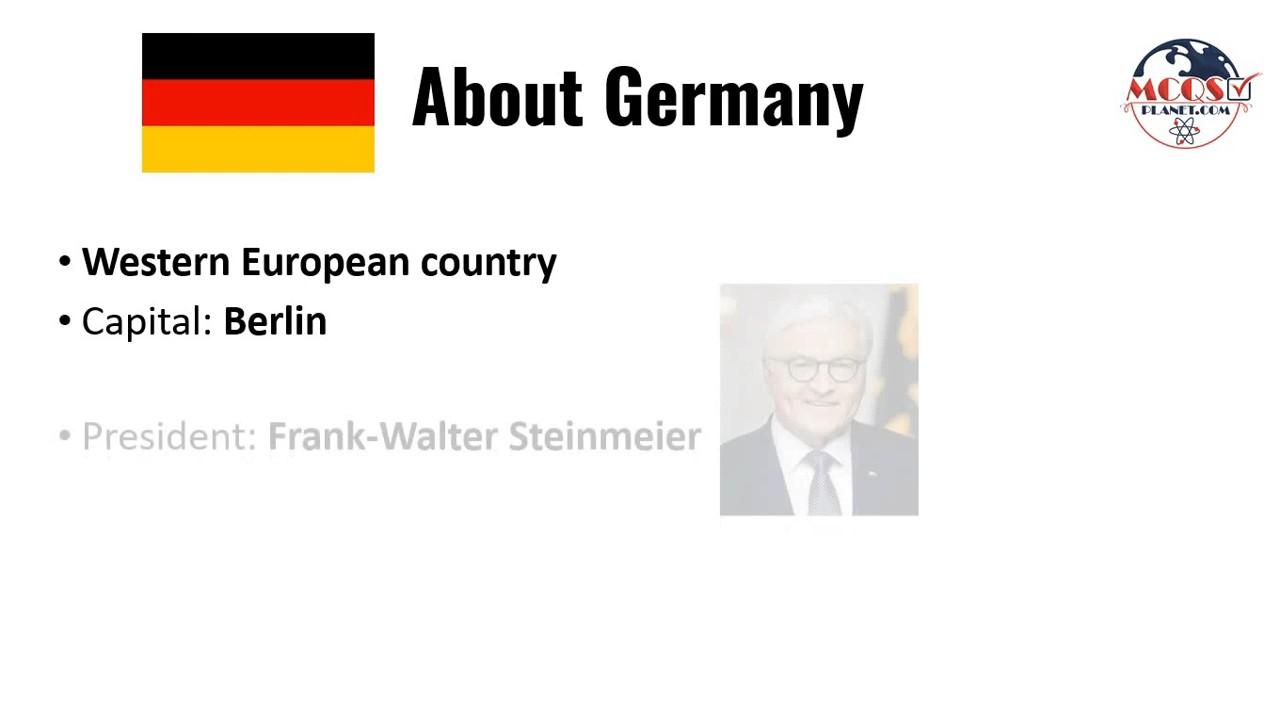 About Germany
MCQS
PLANET.COM
• Western European country
• Capital: Berlin
• President: Frank-Walter Steinmeier